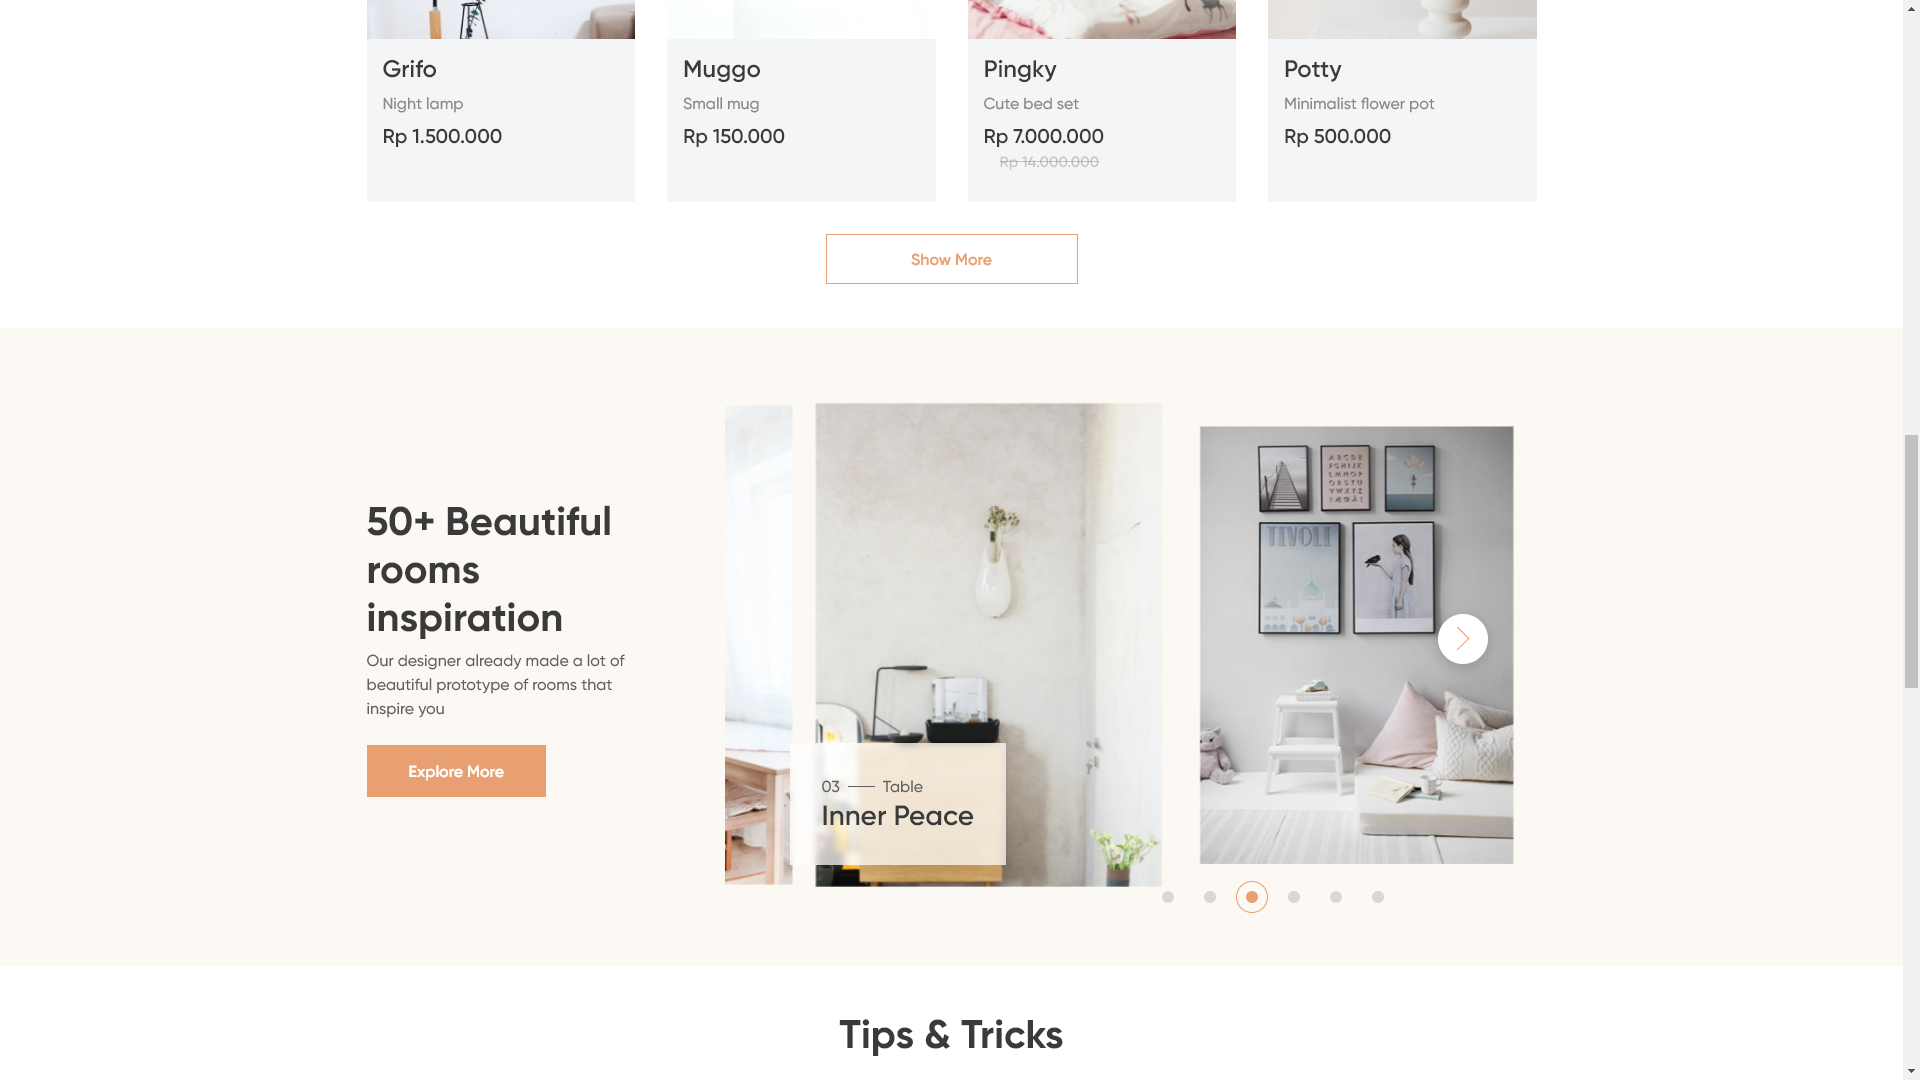 Grifo
Night lamp
Rp 1.500.000
Muggo
Small mug
Rp 150.000
Pingky
Cute bed set
Rp 7.000.000
Rp 14.000.000
Potty
Minimalist flower pot
Rp 500.000
Show More
50+ Beautiful
rooms
inspiration
Our designer already made a lot of
beautiful prototype of rooms that
inspire you
Explore More
03 — Table
Inner Peace
TIVOLI
Tips & Tricks